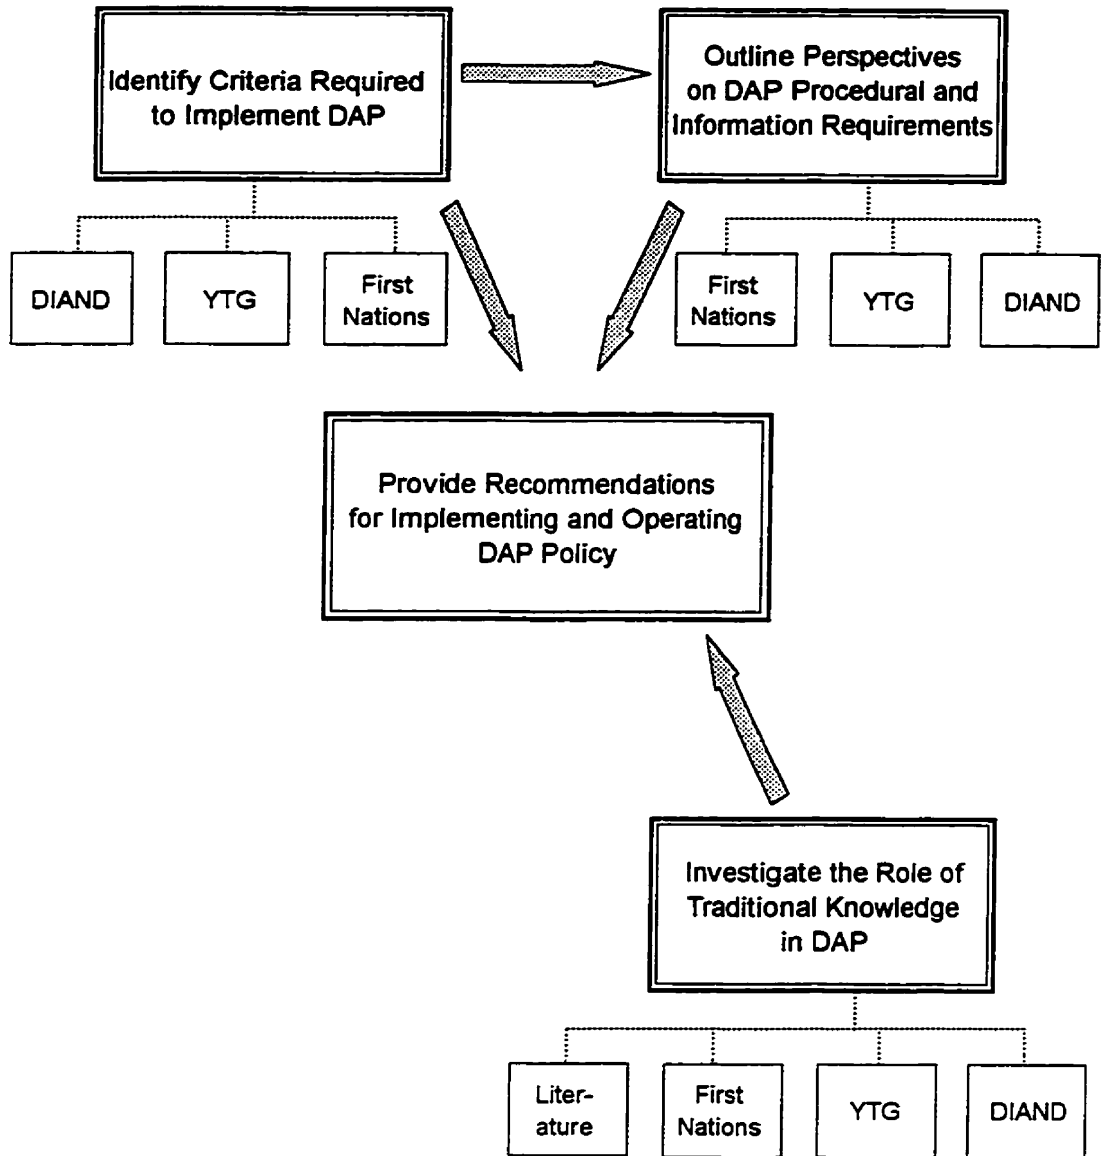 Identify Criteria Required
to Implement DAP
Outline Perspectives
on DAP Procedural and
Information Requirements
DIAND
YTG
First
Nations
First
Nations
YTG
DIAND
Provide Recommendations
for Implementing and Operating
DAP Policy
Investigate the Role of
Traditional Knowledge
in DAP
Liter-
ature
First
Nations
YTG
DIAND